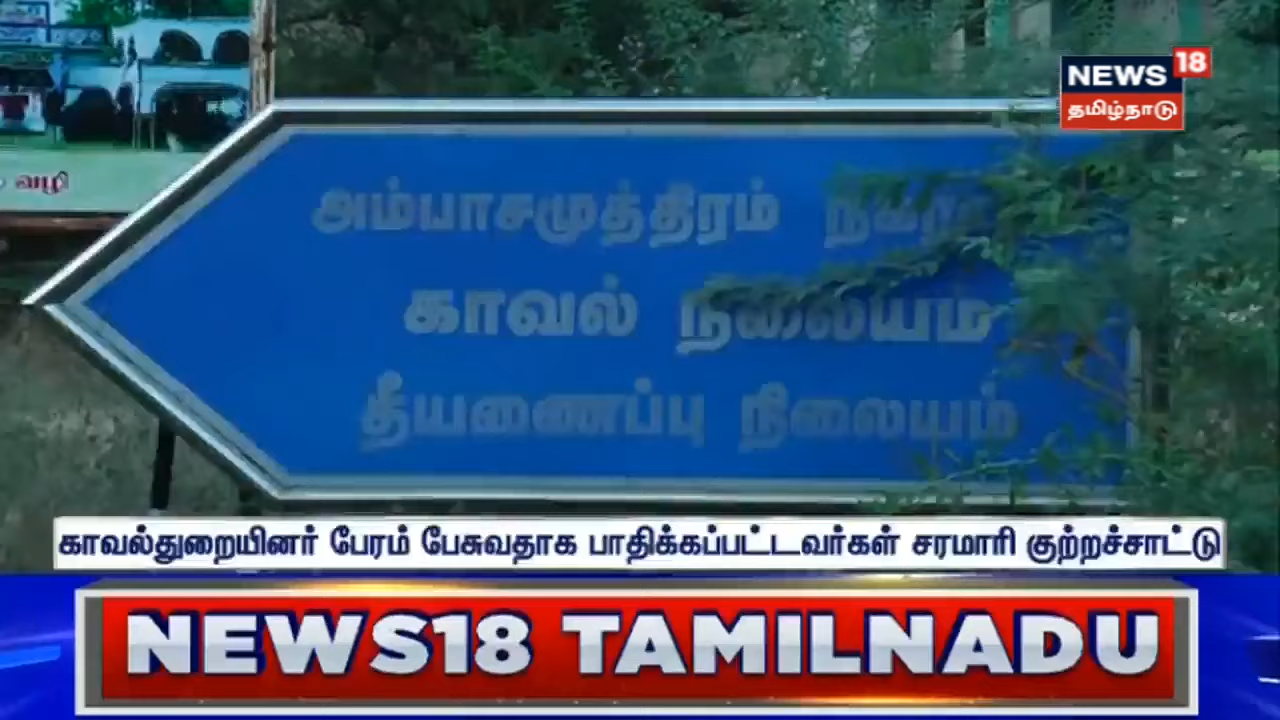 NEWS 18
தமிழ்நாடு
வழி
அம்பாசமுத்திரம்
காவல் நிலையம்
தீயணைப்பு நிலையம்
காவல்துறையினர் பேரம் பேசுவதாக பாதிக்கப்பட்டவர்கள் சரமாரி குற்றச்சாட்டு
NEWS18 TAMILNADU